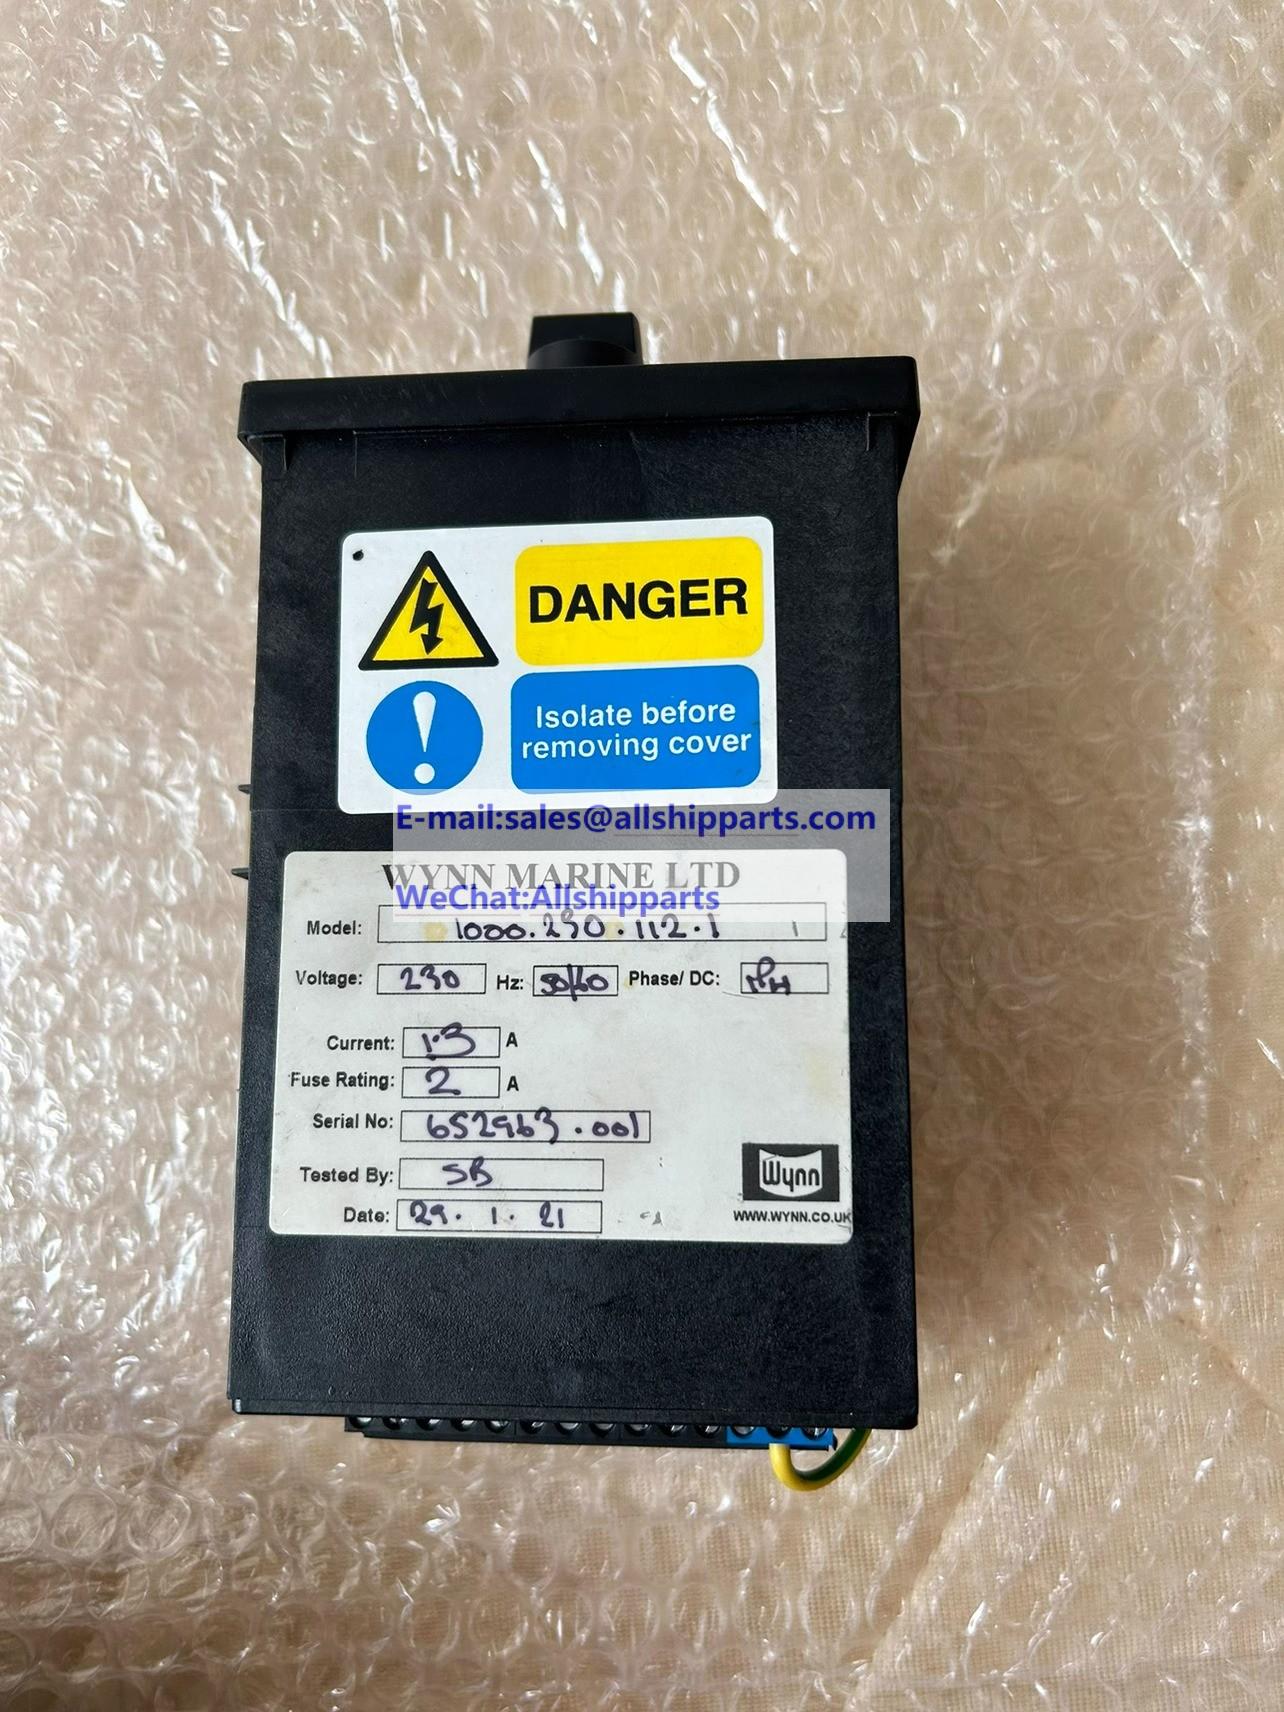 DANGER
Isolate before
removing cover
E-mail:sales@allshipparts.com
WYNN MARINE LTD
WeChat:Allshipparts
Model: 1000.230.112.1
Voltage: 230 Hz: 50/60 Phase/ DC: 1PH
Current: 1.3 A
Fuse Rating: 2 A
Serial No: 652963.001
Tested By: SB
Wynn
Date: 29.1.21
WWW.WYNN.CO.UK